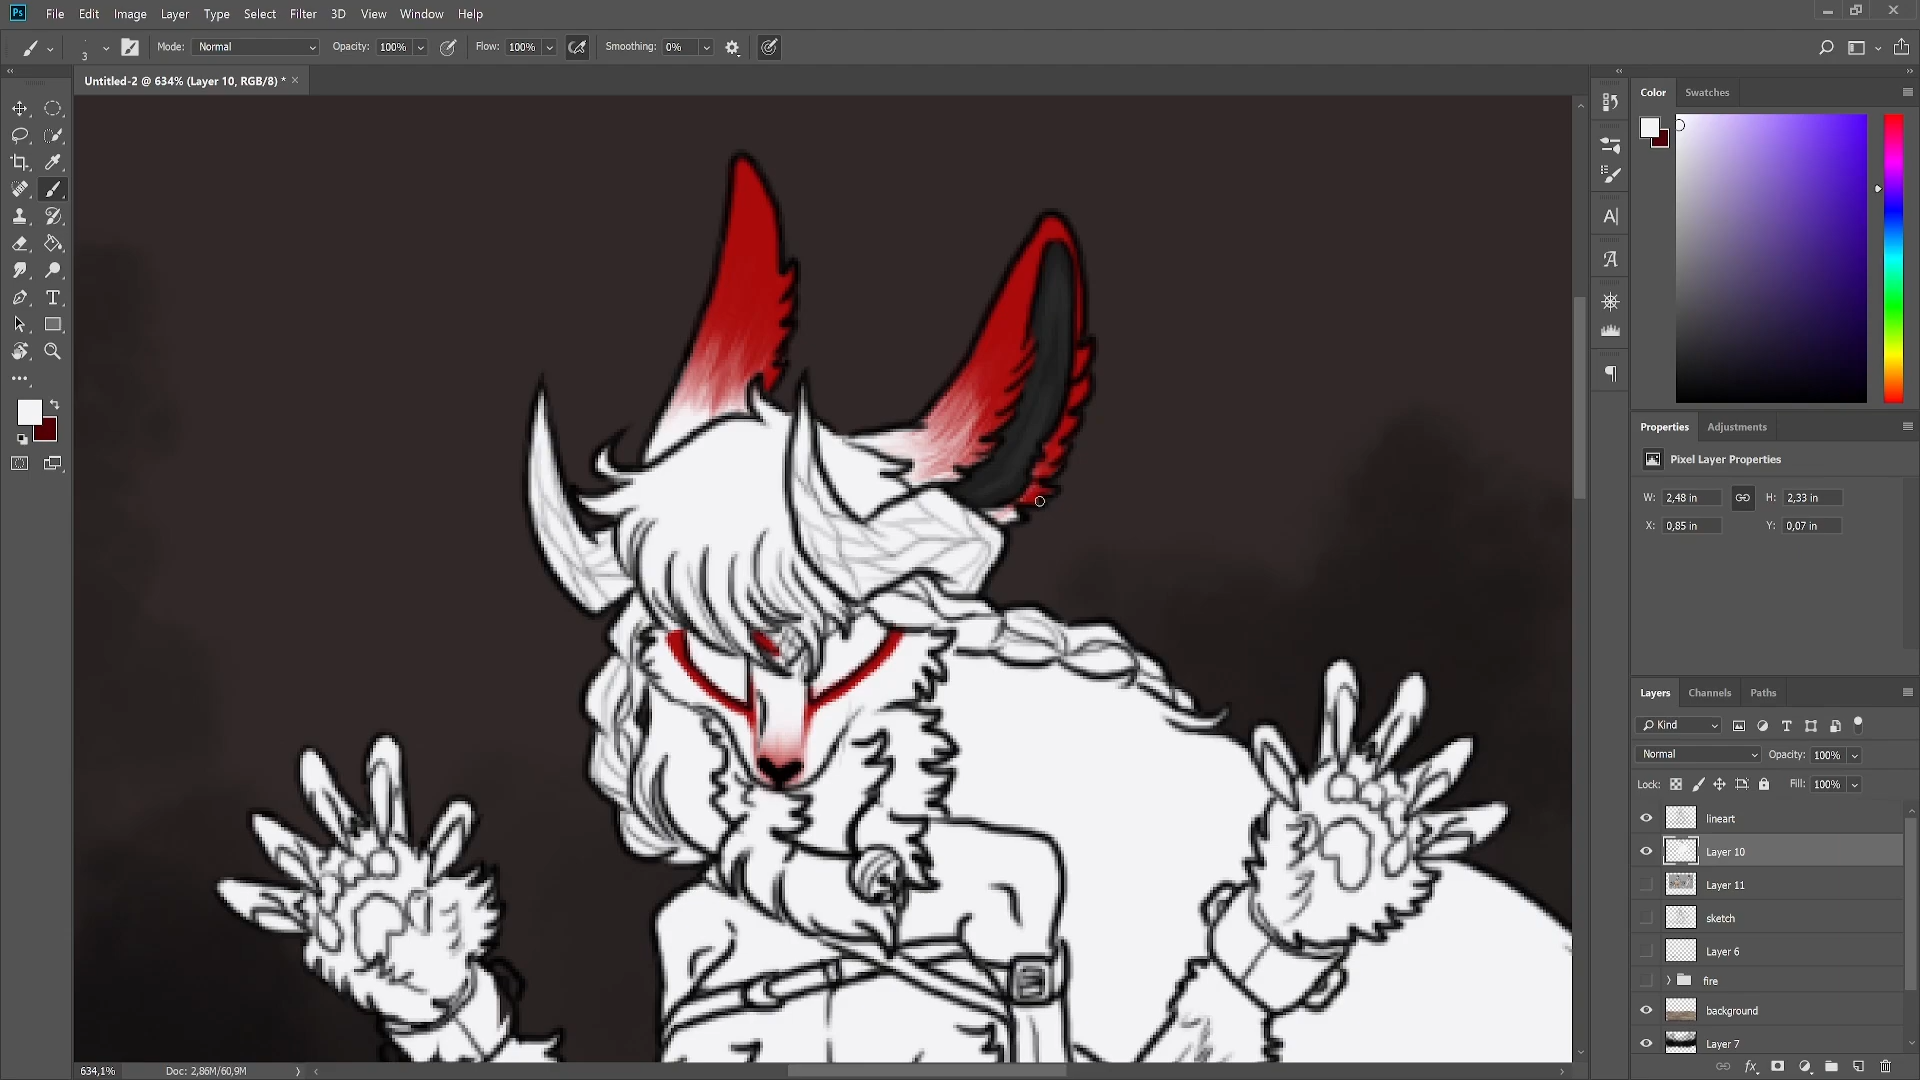 Ps File Edit Image Layer Type Select Filter 3D View Window Help
3 Mode: Normal Opacity: 100% Flow: 100% Smoothing: 0%
Untitled-2 @ 634% (Layer 10, RGB/8) * ×
Color Swatches
Properties Adjustments
Pixel Layer Properties
W: 2,48 in H: 2,33 in
X: 0,85 in Y: 0,07 in
Layers Channels Paths
Kind
Normal Opacity: 100%
Lock: Fill: 100%
lineart
Layer 10
Layer 11
sketch
Layer 6
fire
background
Layer 7
634,1% Doc: 2,86M/60,9M